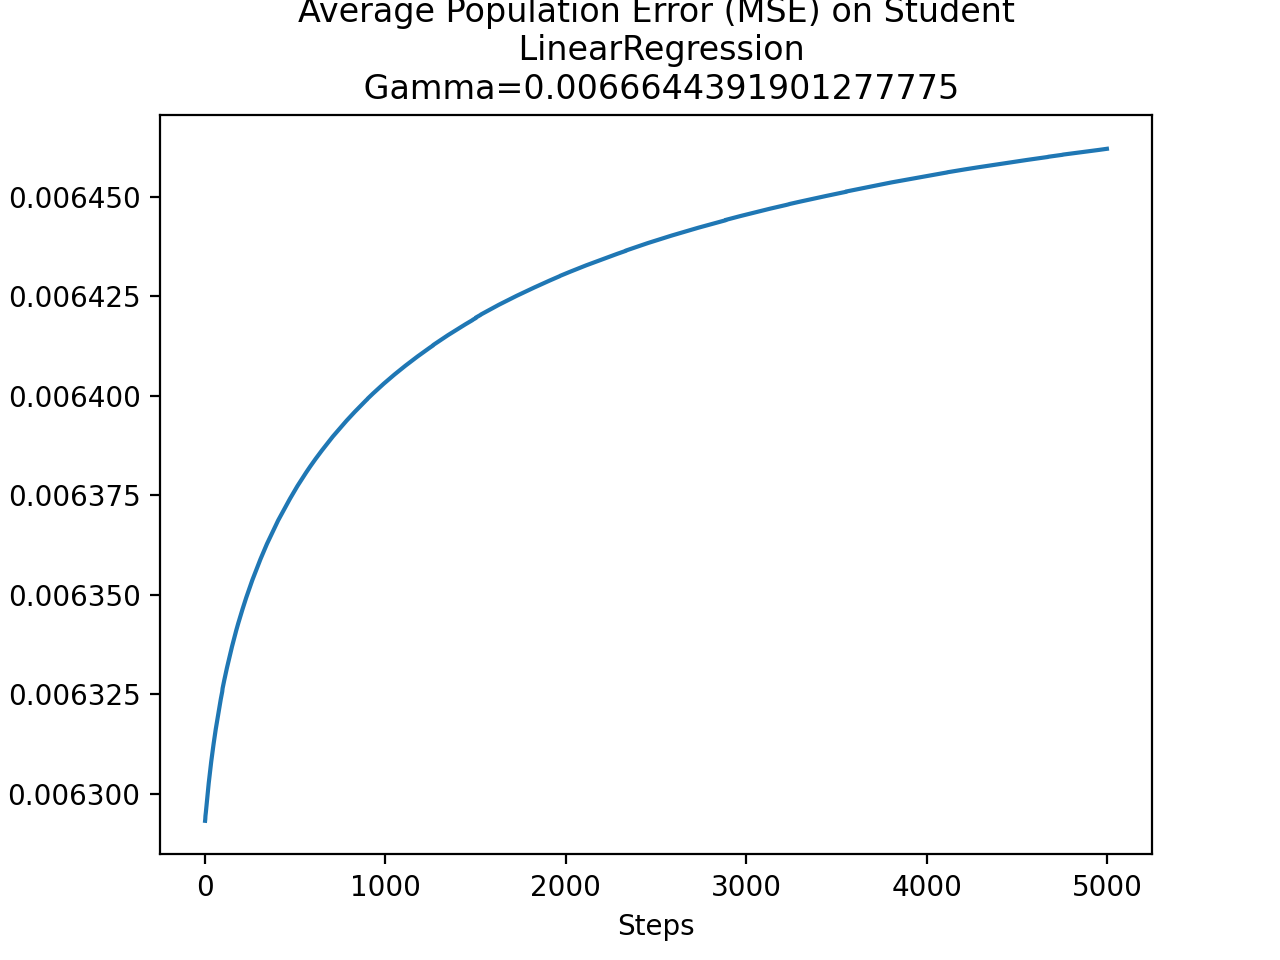 Average Population Error (MSE) on Student
LinearRegression
Gamma=0.0066644391901277775
0.006450
0.006425
0.006400
0.006375
0.006350
0.006325
0.006300
0 1000 2000 3000 4000 5000
Steps